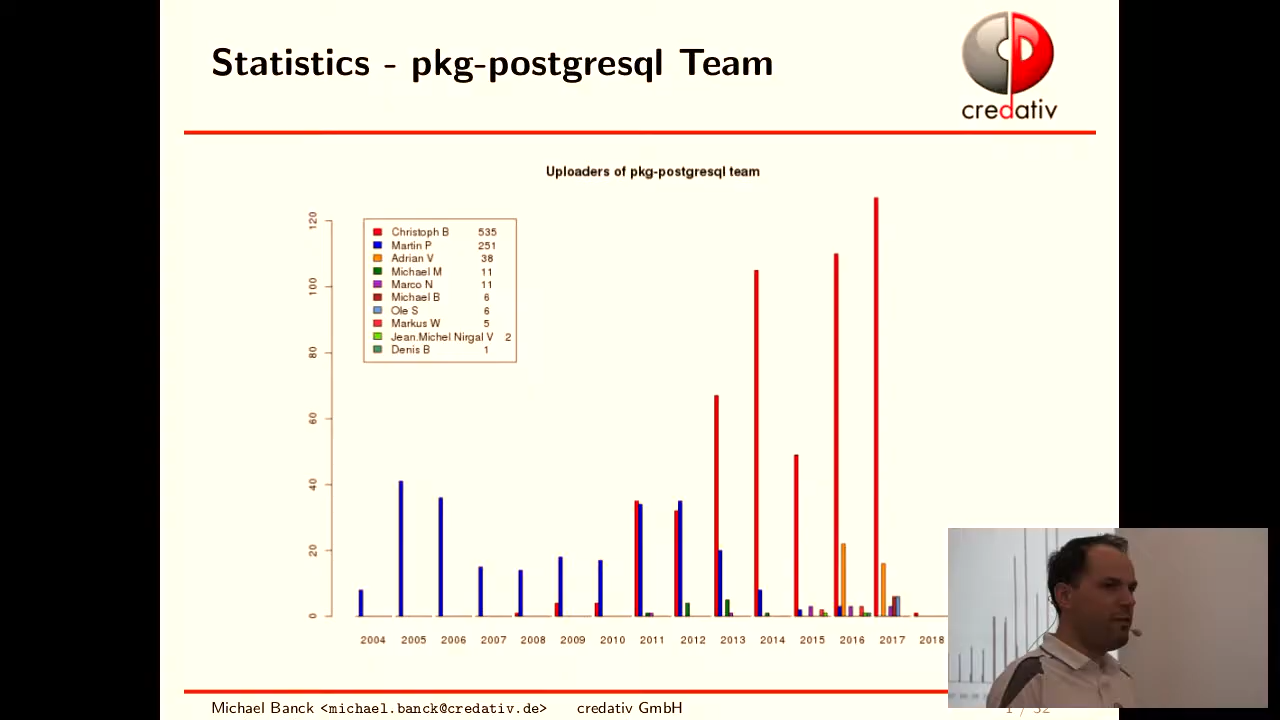 Statistics - pkg-postgresql Team
credativ
Uploaders of pkg-postgresql team
Christoph B 535
Martin P 251
Adrian V 38
Michael M 11
Marco N 11
Michael B 6
Ole S 6
Markus W 5
Jean.Michel Nirgal V 2
Denis B 1
120
100
80
60
40
20
0
2004 2005 2006 2007 2008 2009 2010 2011 2012 2013 2014 2015 2016 2017 2018
Michael Banck <michael.banck@credativ.de> credativ GmbH